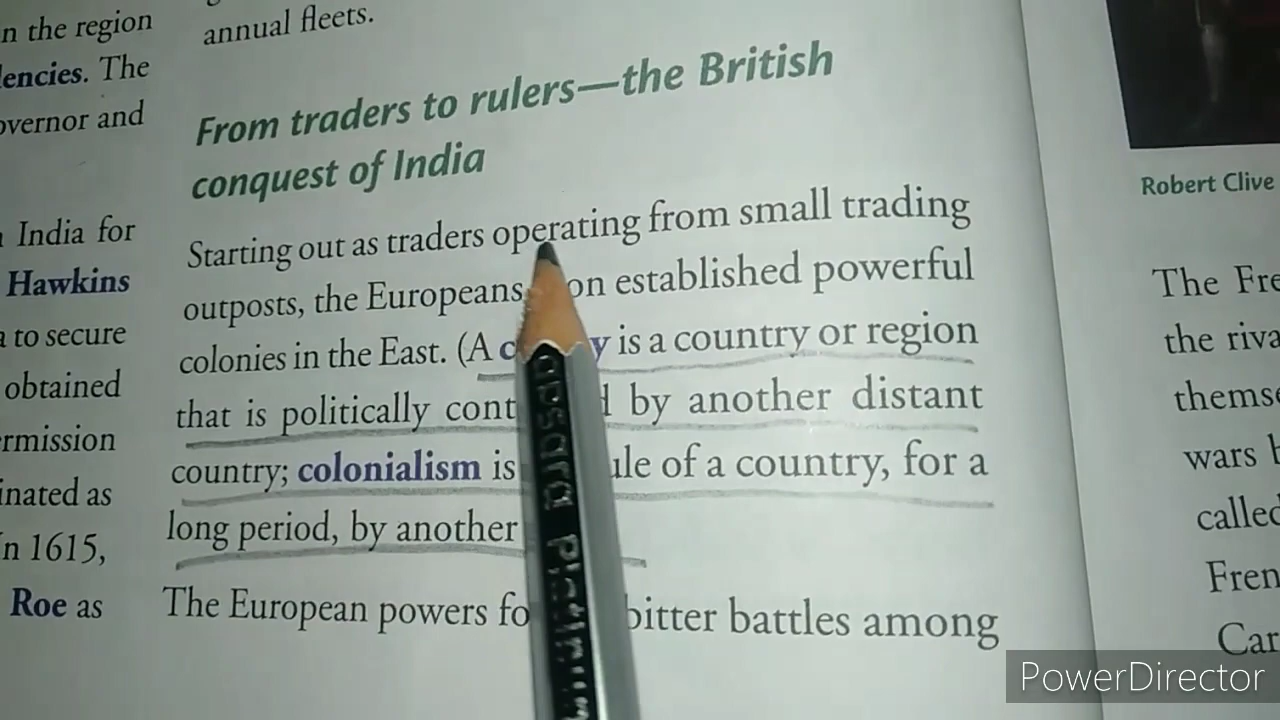 n the region
lencies. The
overnor and
India for
Hawkins
to secure
obtained
rmission
inated as
n 1615,
Roe as
annual fleets.
From traders to rulers—the British
conquest of India
Starting out as traders operating from small trading
outposts, the Europeans on established powerful
colonies in the East. (A c y is a country or region
that is politically cont l by another distant
country; colonialism is ule of a country, for a
long period, by another
The European powers fo bitter battles among
Robert Clive
The Fre
the riva
themse
wars b
called
Fren
Car
apsara Platinum
PowerDirector